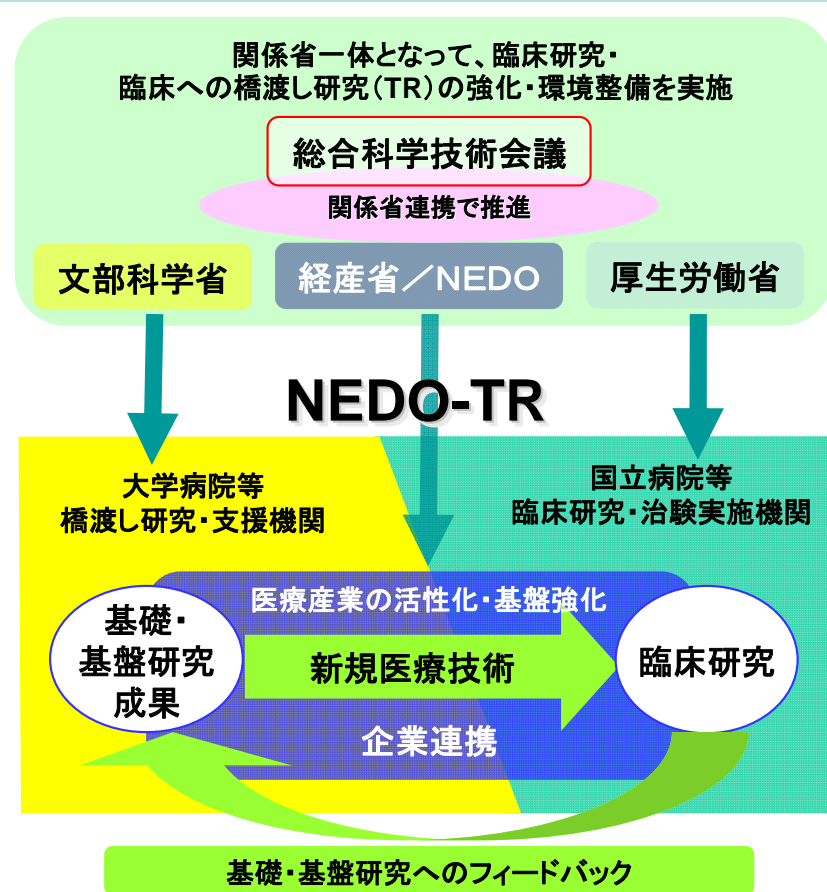 関係省一体となって、臨床研究・
臨床への橋渡し研究（TR）の強化・環境整備を実施
総合科学技術会議
関係省連携で推進
文部科学省
経産省／NEDO
厚生労働省
NEDO-TR
大学病院等
橋渡し研究・支援機関
国立病院等
臨床研究・治験実施機関
医療産業の活性化・基盤強化
基礎・
基盤研究
成果
新規医療技術
臨床研究
企業連携
基礎・基盤研究へのフィードバック